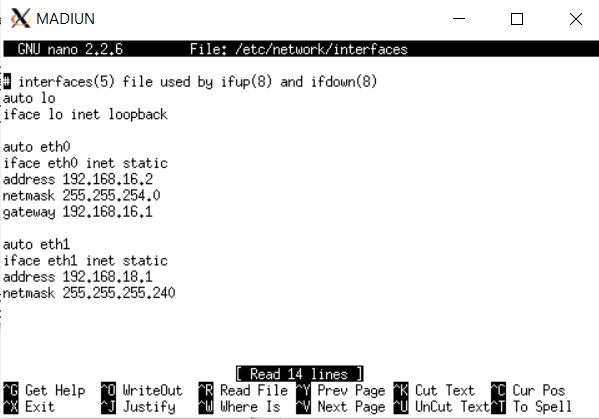 MADIUN
GNU nano 2.2.6 File: /etc/network/interfaces
# interfaces(5) file used by ifup(8) and ifdown(8)
auto lo
iface lo inet loopback
auto eth0
iface eth0 inet static
address 192.168.16.2
netmask 255.255.254.0
gateway 192.168.16.1
auto eth1
iface eth1 inet static
address 192.168.18.1
netmask 255.255.255.240
[ Read 14 lines ]
^G Get Help ^O WriteOut ^R Read File ^Y Prev Page ^K Cut Text ^C Cur Pos
^X Exit ^J Justify ^W Where Is ^V Next Page ^U UnCut Text ^T To Spell